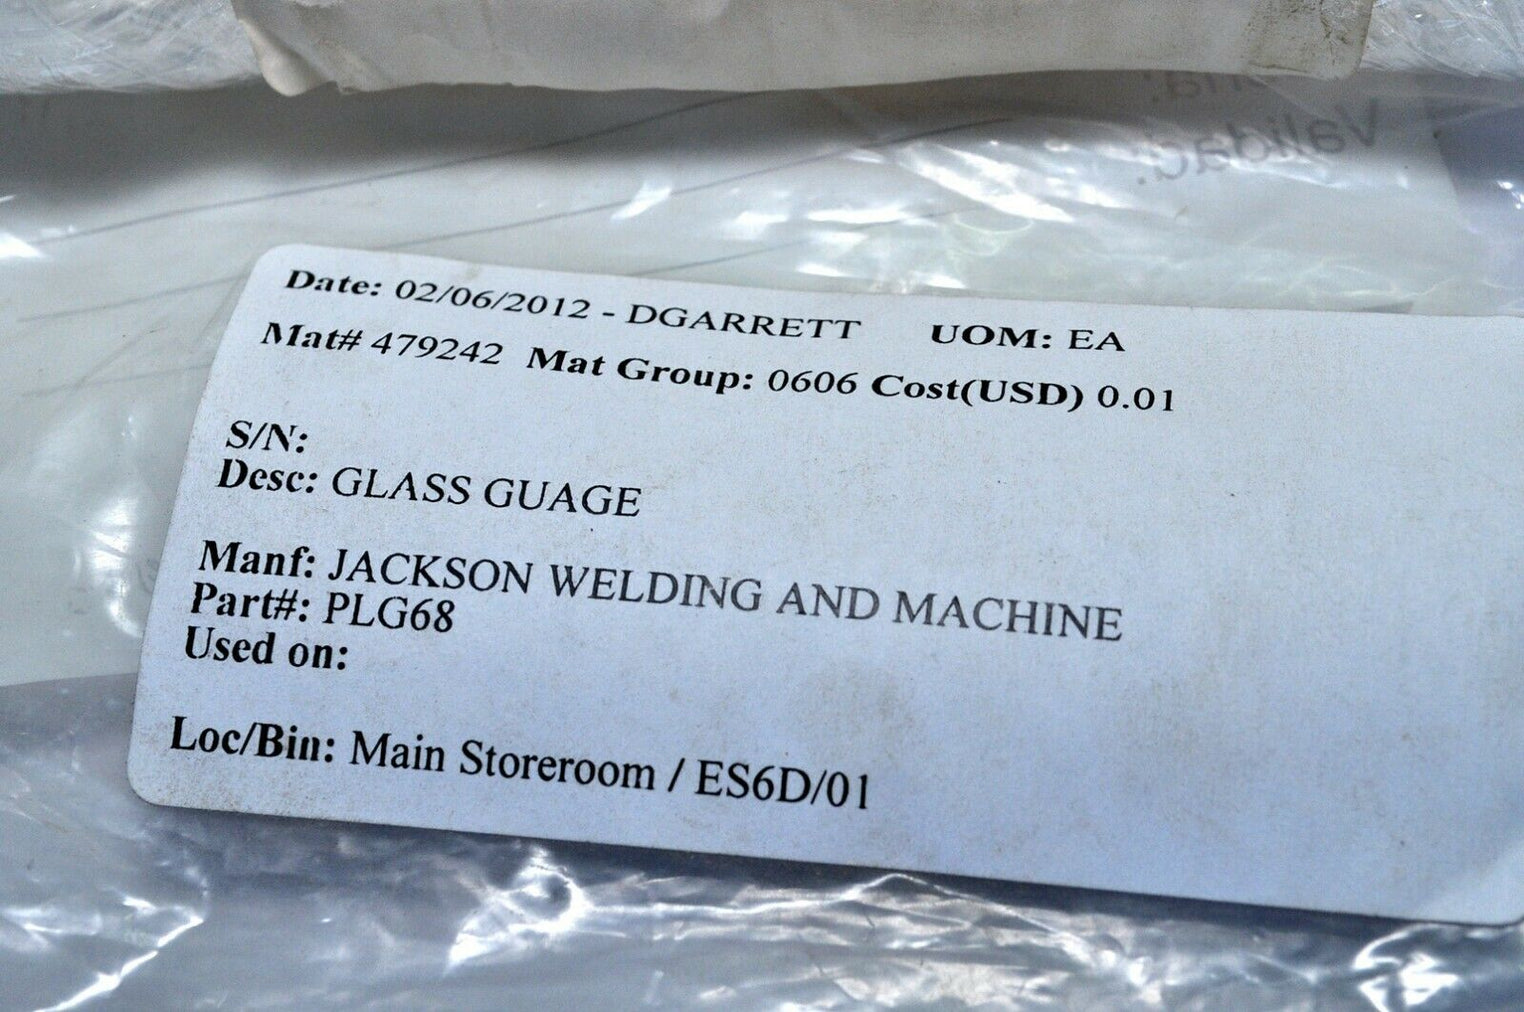 Validac.
Date: 02/06/2012 - DGARRETT UOM: EA
Mat# 479242 Mat Group: 0606 Cost(USD) 0.01
S/N:
Desc: GLASS GUAGE
Manf: JACKSON WELDING AND MACHINE
Part#: PLG68
Used on:
Loc/Bin: Main Storeroom / ES6D/01